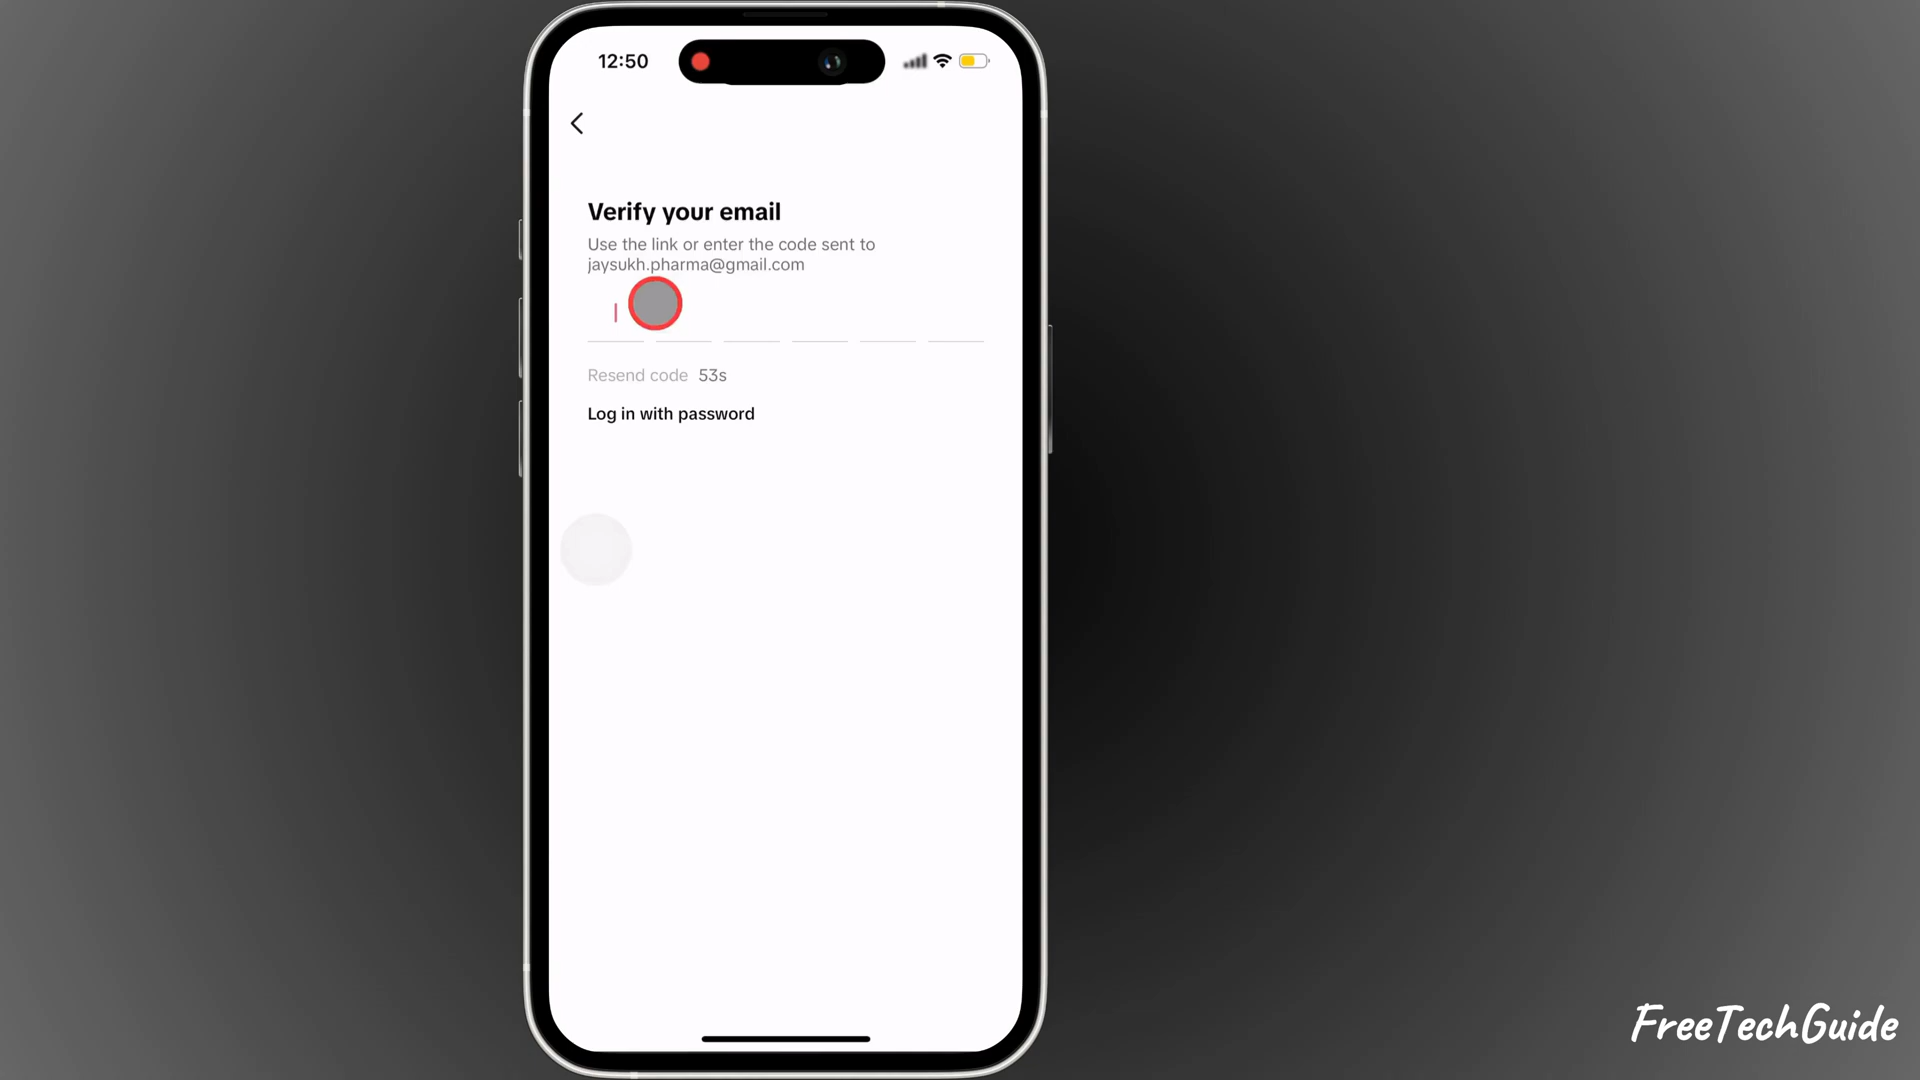 12:50
Verify your email
Use the link or enter the code sent to
jaysukh.pharma@gmail.com
Resend code 53s
Log in with password
FreeTechGuide